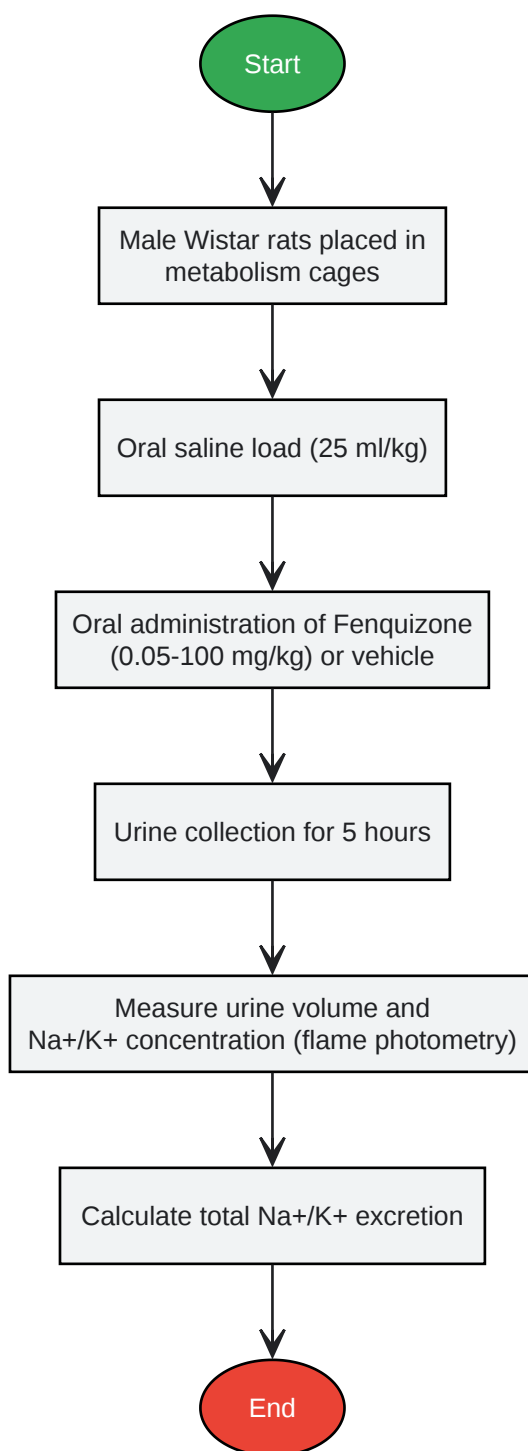 Start
Male Wistar rats placed in
metabolism cages
Oral saline load (25 ml/kg)
Oral administration of Fenquizone
(0.05-100 mg/kg) or vehicle
Urine collection for 5 hours
Measure urine volume and
Na+/K+ concentration (flame photometry)
Calculate total Na+/K+ excretion
End